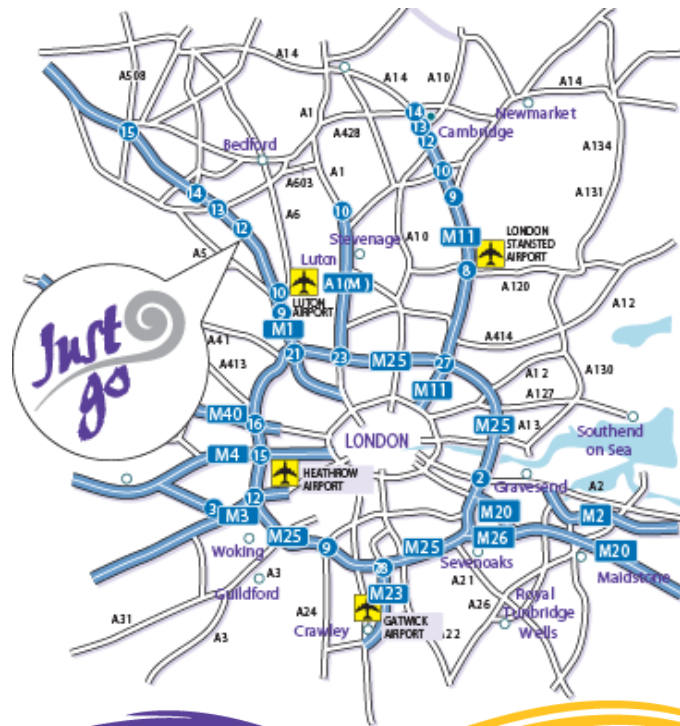 A14
A508
A14
A10
A14
A1
Newmarket
15
14
13
Cambridge
A428
12
Bedford
A134
A1
10
A603
14
9
A131
13
A6
10
12
M11
LONDON
STANSTED
AIRPORT
A10
Stevenage
A5
Luton
8
10
A1(M)
A120
LUTON
AIRPORT
A12
9
M1
A414
Just
go
A41
21
23
M25
27
A413
A12
A130
M11
A127
M40
16
M25
A13
Southend
on Sea
LONDON
M4
15
HEATHROW
AIRPORT
2
Gravesend
A2
12
3
M3
M20
M2
M25
9
M25
M26
M20
Woking
Sevenoaks
28
Maidstone
A3
Guildford
M23
A21
Royal
Tunbridge
Wells
A24
A26
A31
Crawley
GATWICK
AIRPORT
A22
A3